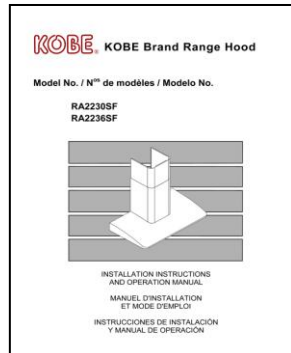 KOBE® KOBE Brand Range Hood
Model No. / Nos de modèles / Modelo No.
RA2230SF
RA2236SF
INSTALLATION INSTRUCTIONS
AND OPERATION MANUAL
MANUEL D'INSTALLATION
ET MODE D'EMPLOI
INSTRUCCIONES DE INSTALACIÓN
Y MANUAL DE OPERACIÓN